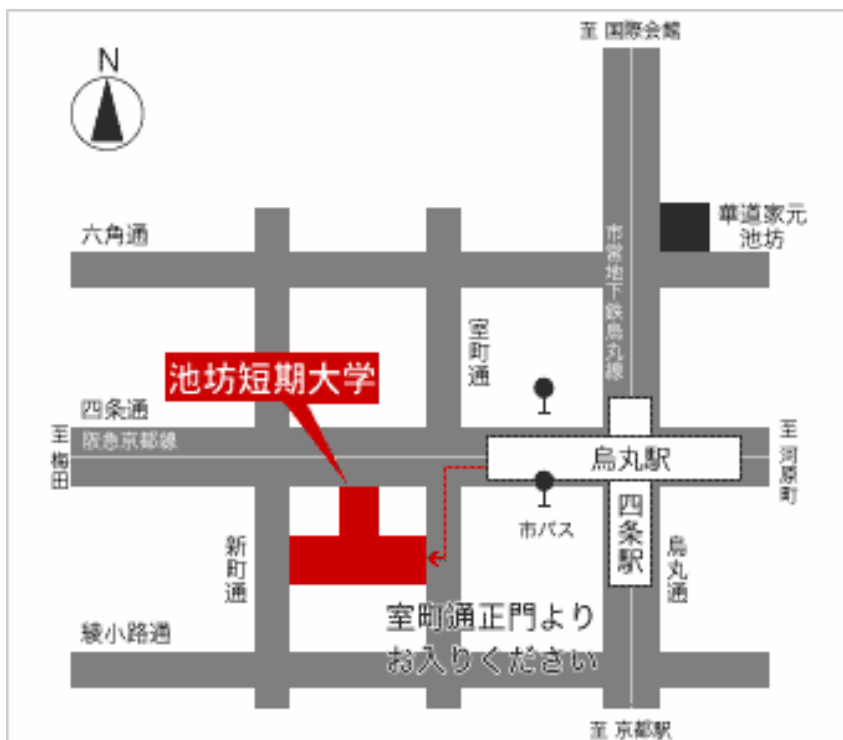 至 国際会館
N
華道家元
池坊
六角通
市営地下鉄烏丸線
室町通
池坊短期大学
四条通
阪急京都線
至 梅田
烏丸駅
至 河原町
四条駅
市バス
新町通
烏丸通
室町通正門より
お入りください
綾小路通
至 京都駅